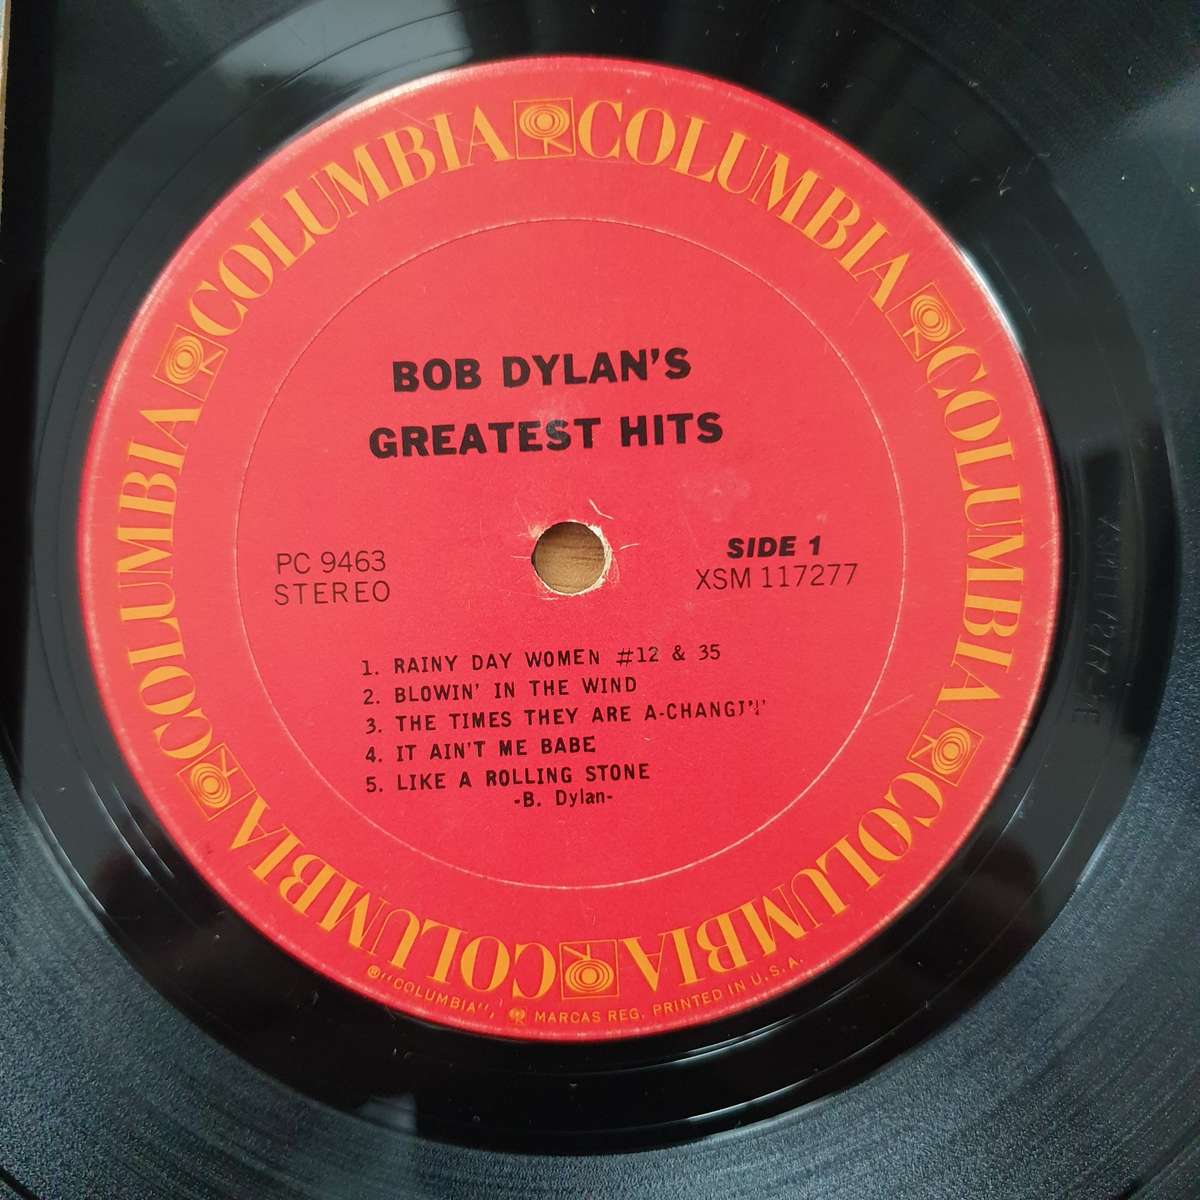 COLUMBIA COLUMBIA COLUMBIA COLUMBIA COLUMBIA COLUMBIA
BOB DYLAN'S
GREATEST HITS
PC 9463
STEREO
SIDE 1
XSM 117277
1. RAINY DAY WOMEN #12 & 35
2. BLOWIN' IN THE WIND
3. THE TIMES THEY ARE A-CHANGIN'
4. IT AIN'T ME BABE
5. LIKE A ROLLING STONE
-B. Dylan-
®"COLUMBIA", MARCAS REG. PRINTED IN U.S.A.